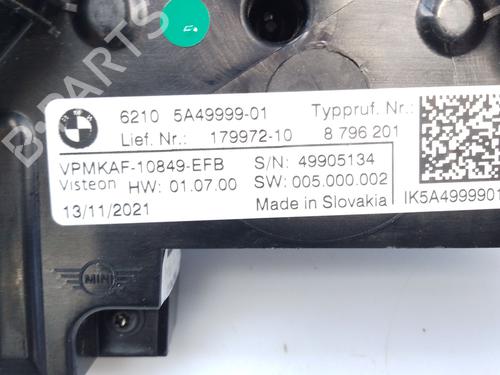 B-PARTS
6210 5A49999-01 Typprüf. Nr.:
Lief. Nr.: 179972-10 8 796 201
VPMKAF-10849-EFB S/N: 49905134
Visteon HW: 01.07.00 SW: 005.000.002
13/11/2021 Made in Slovakia IK5A4999901
MINI